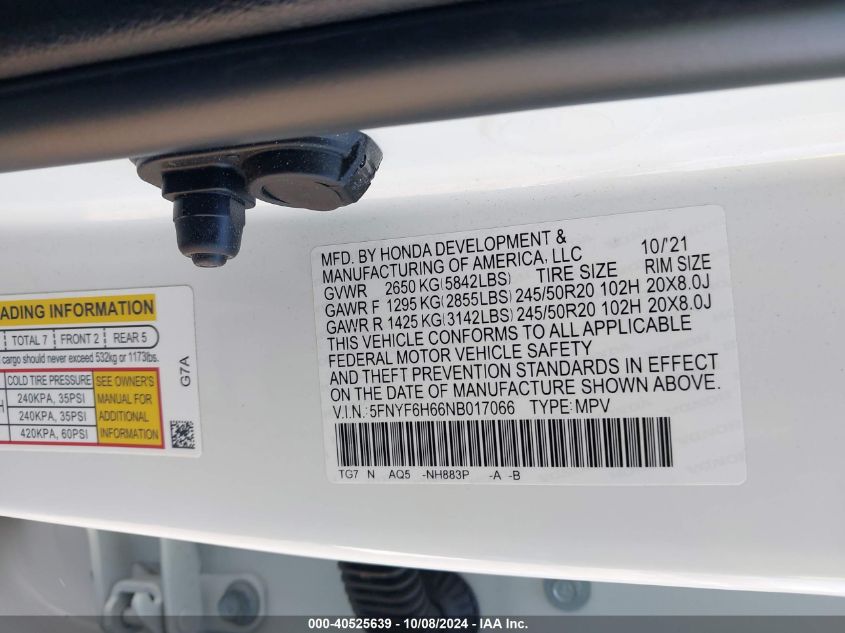 MFD. BY HONDA DEVELOPMENT &
MANUFACTURING OF AMERICA, LLC 10/'21
GVWR 2650 KG (5842LBS) TIRE SIZE RIM SIZE
GAWR F 1295 KG (2855LBS) 245/50R20 102H 20X8.0J
GAWR R 1425 KG (3142LBS) 245/50R20 102H 20X8.0J
THIS VEHICLE CONFORMS TO ALL APPLICABLE
FEDERAL MOTOR VEHICLE SAFETY
AND THEFT PREVENTION STANDARDS IN EFFECT
ON THE DATE OF MANUFACTURE SHOWN ABOVE.
V.I.N.: 5FNYF6H66NB017066 TYPE: MPV
TG7 N AQ5 -NH883P -A -B
ADING INFORMATION
TOTAL 7 FRONT 2 REAR 5
cargo should never exceed 532kg or 1173lbs.
COLD TIRE PRESSURE SEE OWNER'S
240KPA, 35PSI MANUAL FOR
240KPA, 35PSI ADDITIONAL
420KPA, 60PSI INFORMATION
G7A
000-40525639 - 10/08/2024 - IAA Inc.